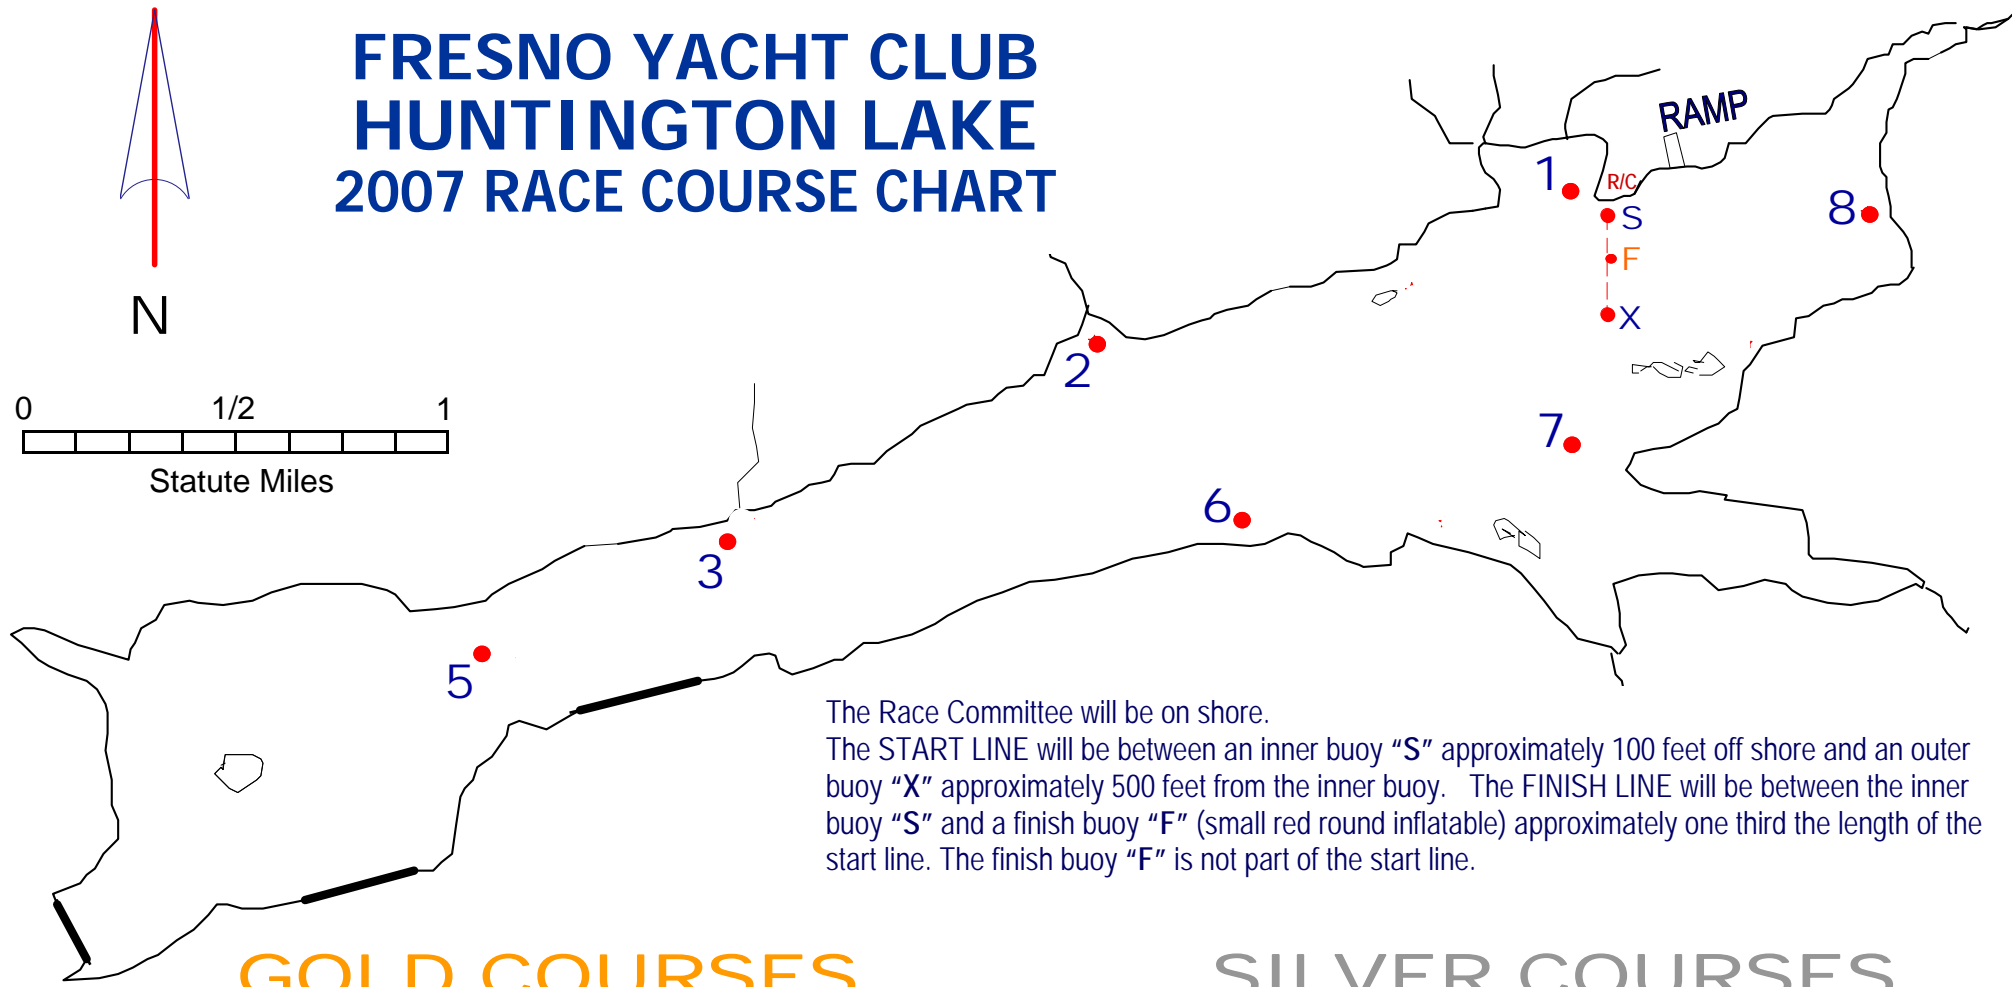 FRESNO YACHT CLUB
HUNTINGTON LAKE
2007 RACE COURSE CHART
N
0 1/2 1
Statute Miles
RAMP
1
R/C
S
8
F
X
2
7
6
3
5
The Race Committee will be on shore.
The START LINE will be between an inner buoy “S” approximately 100 feet off shore and an outer
buoy “X” approximately 500 feet from the inner buoy. The FINISH LINE will be between the inner
buoy “S” and a finish buoy “F” (small red round inflatable) approximately one third the length of the
start line. The finish buoy “F” is not part of the start line.
GOLD COURSES
SILVER COURSES